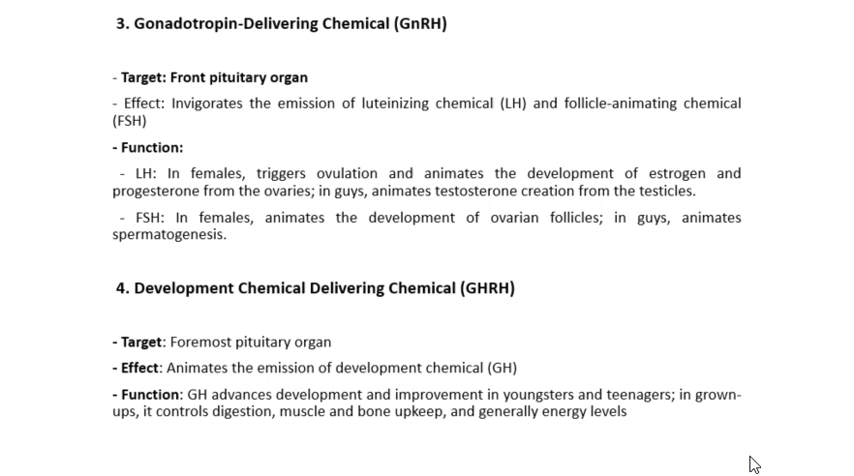 3. Gonadotropin-Delivering Chemical (GnRH)
- Target: Front pituitary organ
- Effect: Invigorates the emission of luteinizing chemical (LH) and follicle-animating chemical
(FSH)
- Function:
- LH: In females, triggers ovulation and animates the development of estrogen and
progesterone from the ovaries; in guys, animates testosterone creation from the testicles.
- FSH: In females, animates the development of ovarian follicles; in guys, animates
spermatogenesis.
4. Development Chemical Delivering Chemical (GHRH)
- Target: Foremost pituitary organ
- Effect: Animates the emission of development chemical (GH)
- Function: GH advances development and improvement in youngsters and teenagers; in grown-
ups, it controls digestion, muscle and bone upkeep, and generally energy levels